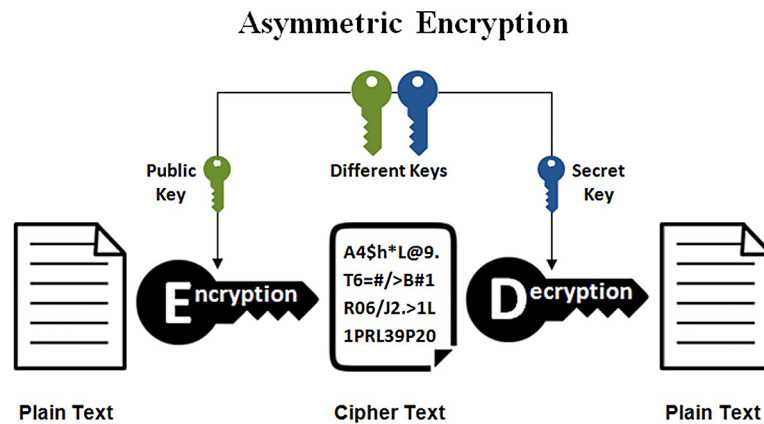 Asymmetric Encryption
Public
Key
Different Keys
Secret
Key
Encryption
A4$h*L@9.
T6=#/>B#1
R06/J2.>1L
1PRL39P20
Decryption
Plain Text
Cipher Text
Plain Text